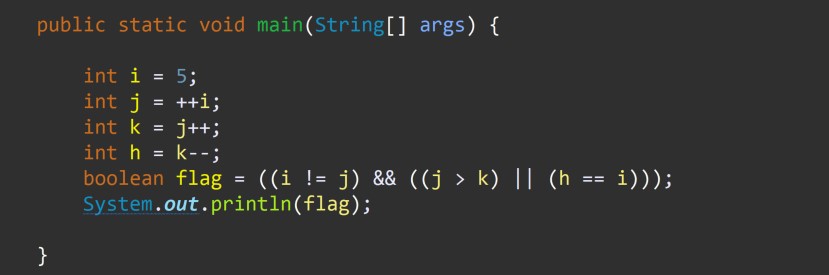 public static void main(String[] args) {
int i = 5;
int j = ++i;
int k = j++;
int h = k--;
boolean flag = ((i != j) && ((j > k) || (h == i)));
System.out.println(flag);
}